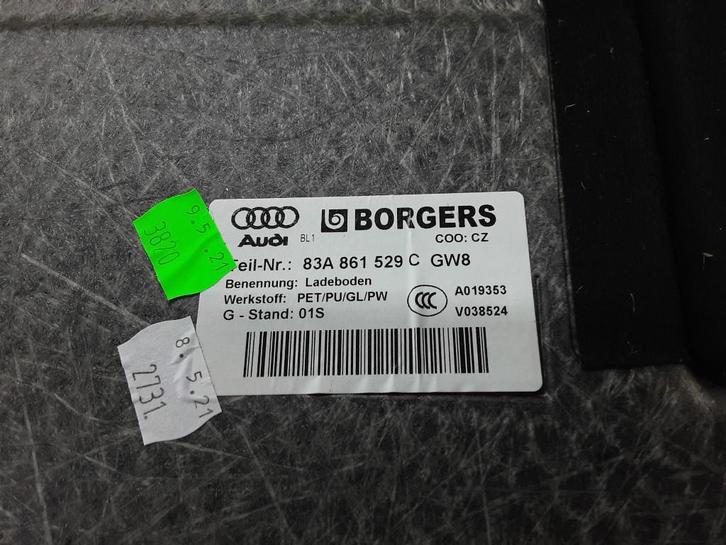 Audi BL1 BORGERS
COO: CZ
Teil-Nr.: 83A 861 529 C GW8
Benennung: Ladeboden
Werkstoff: PET/PU/GL/PW
G - Stand: 01S
CCC
A019353
V038524
9.5.21
3820
8.5.21
2731.